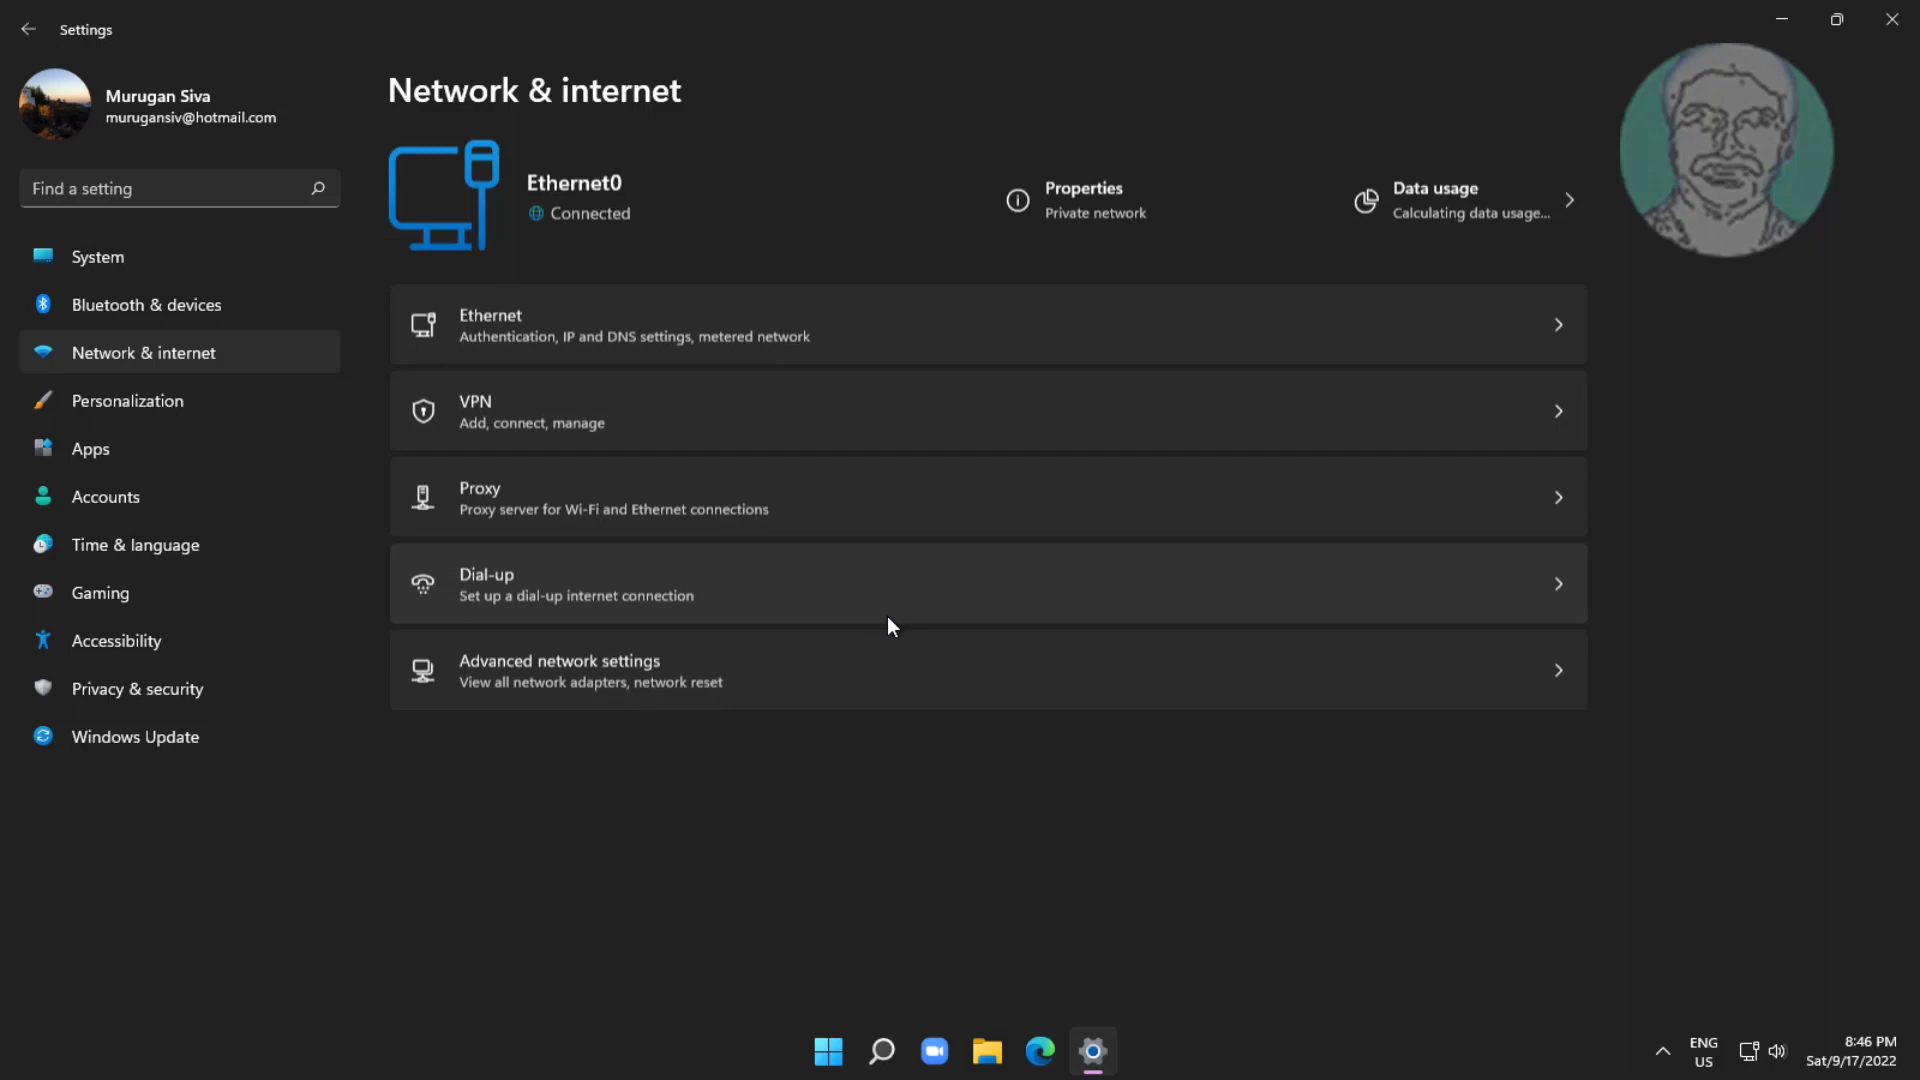 Settings
Murugan Siva
murugansiv@hotmail.com
Find a setting
System
Bluetooth & devices
Network & internet
Personalization
Apps
Accounts
Time & language
Gaming
Accessibility
Privacy & security
Windows Update
Network & internet
Ethernet0
Connected
Properties
Private network
Data usage
Calculating data usage...
Ethernet
Authentication, IP and DNS settings, metered network
VPN
Add, connect, manage
Proxy
Proxy server for Wi-Fi and Ethernet connections
Dial-up
Set up a dial-up internet connection
Advanced network settings
View all network adapters, network reset
ENG
US
8:46 PM
Sat/9/17/2022